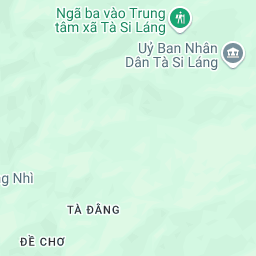 Ngã ba vào Trung
tâm xã Tà Si Láng
Uỷ Ban Nhân
Dân Tà Si Láng
Nhì
TÀ ĐẰNG
ĐỀ CHƠ